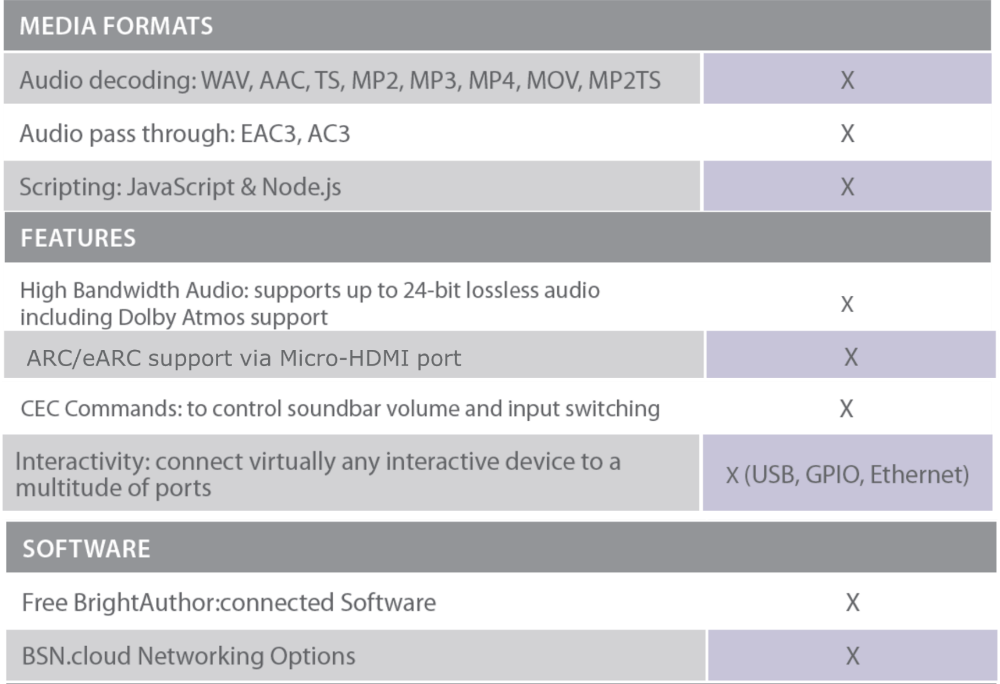 MEDIA FORMATS
Audio decoding: WAV, AAC, TS, MP2, MP3, MP4, MOV, MP2TS X
Audio pass through: EAC3, AC3 X
Scripting: JavaScript & Node.js X
FEATURES
High Bandwidth Audio: supports up to 24-bit lossless audio
including Dolby Atmos support X
ARC/eARC support via Micro-HDMI port X
CEC Commands: to control soundbar volume and input switching X
Interactivity: connect virtually any interactive device to a
multitude of ports X (USB, GPIO, Ethernet)
SOFTWARE
Free BrightAuthor:connected Software X
BSN.cloud Networking Options X